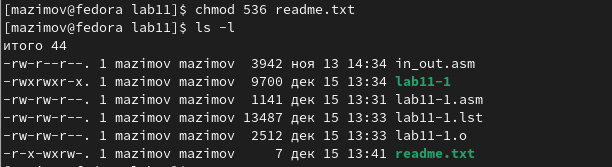 [mazimov@fedora lab11]$ chmod 536 readme.txt
[mazimov@fedora lab11]$ ls -l
итого 44
-rw-r--r--. 1 mazimov mazimov  3942 ноя 13 14:34 in_out.asm
-rwxrwxr-x. 1 mazimov mazimov  9700 дек 15 13:34 lab11-1
-rw-rw-r--. 1 mazimov mazimov  1141 дек 15 13:31 lab11-1.asm
-rw-rw-r--. 1 mazimov mazimov 13487 дек 15 13:33 lab11-1.lst
-rw-rw-r--. 1 mazimov mazimov  2512 дек 15 13:33 lab11-1.o
-r-x-wxrw-. 1 mazimov mazimov     7 дек 15 13:41 readme.txt